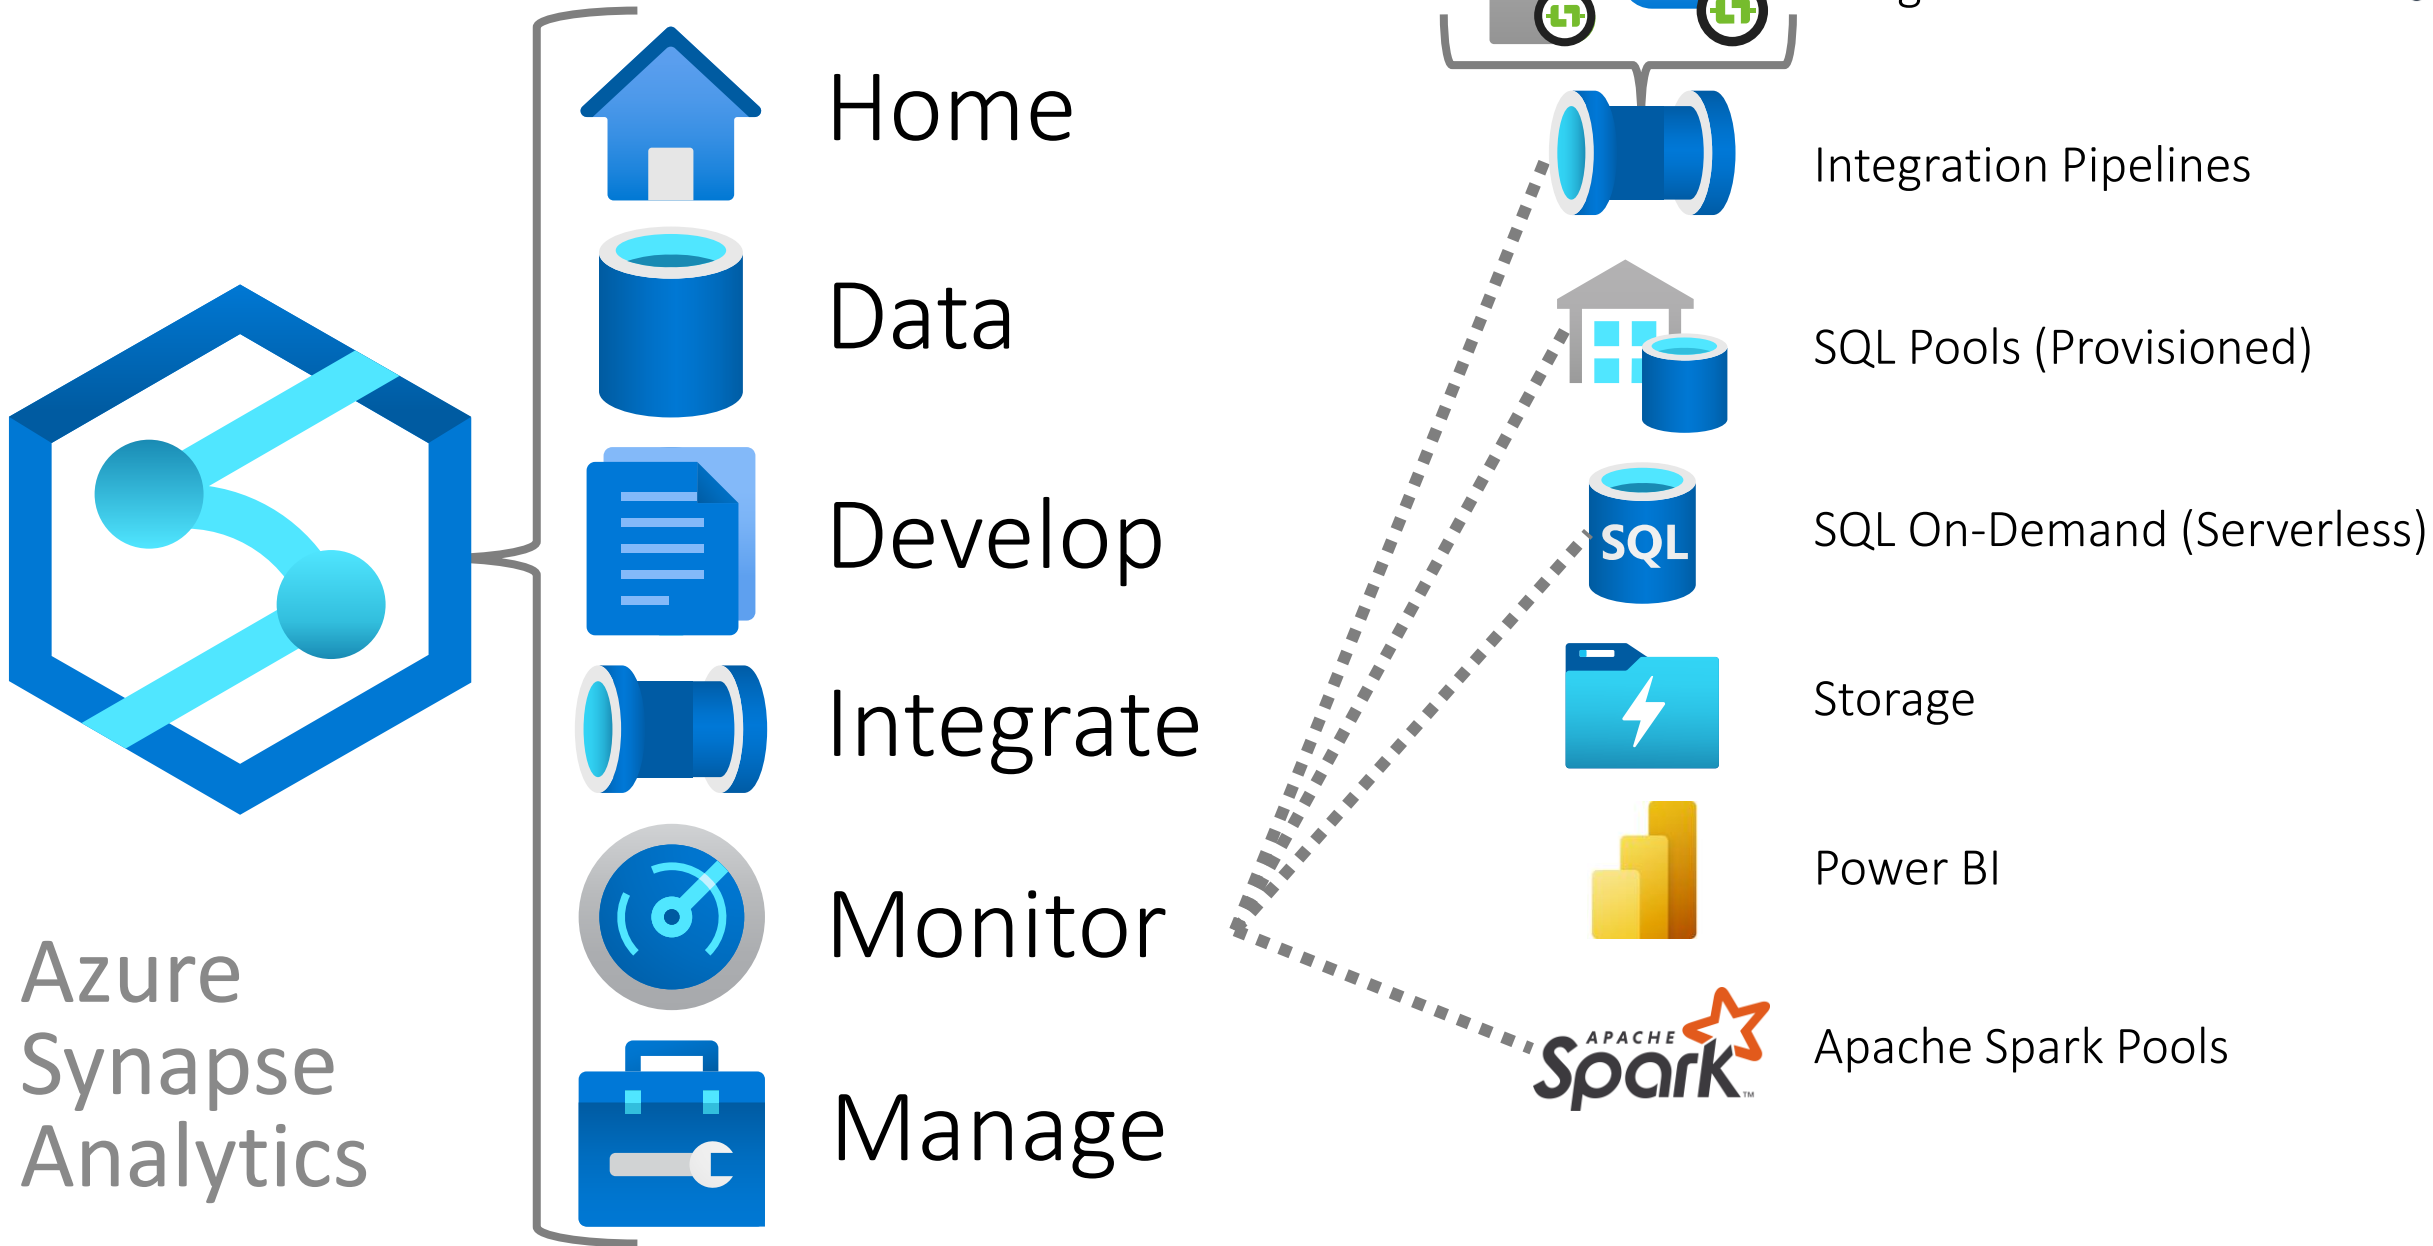 Home
Data
Develop
Integrate
Monitor
Manage
Azure
Synapse
Analytics
Integration Pipelines
SQL Pools (Provisioned)
SQL
SQL On-Demand (Serverless)
Storage
Power BI
APACHE
Spark™
Apache Spark Pools